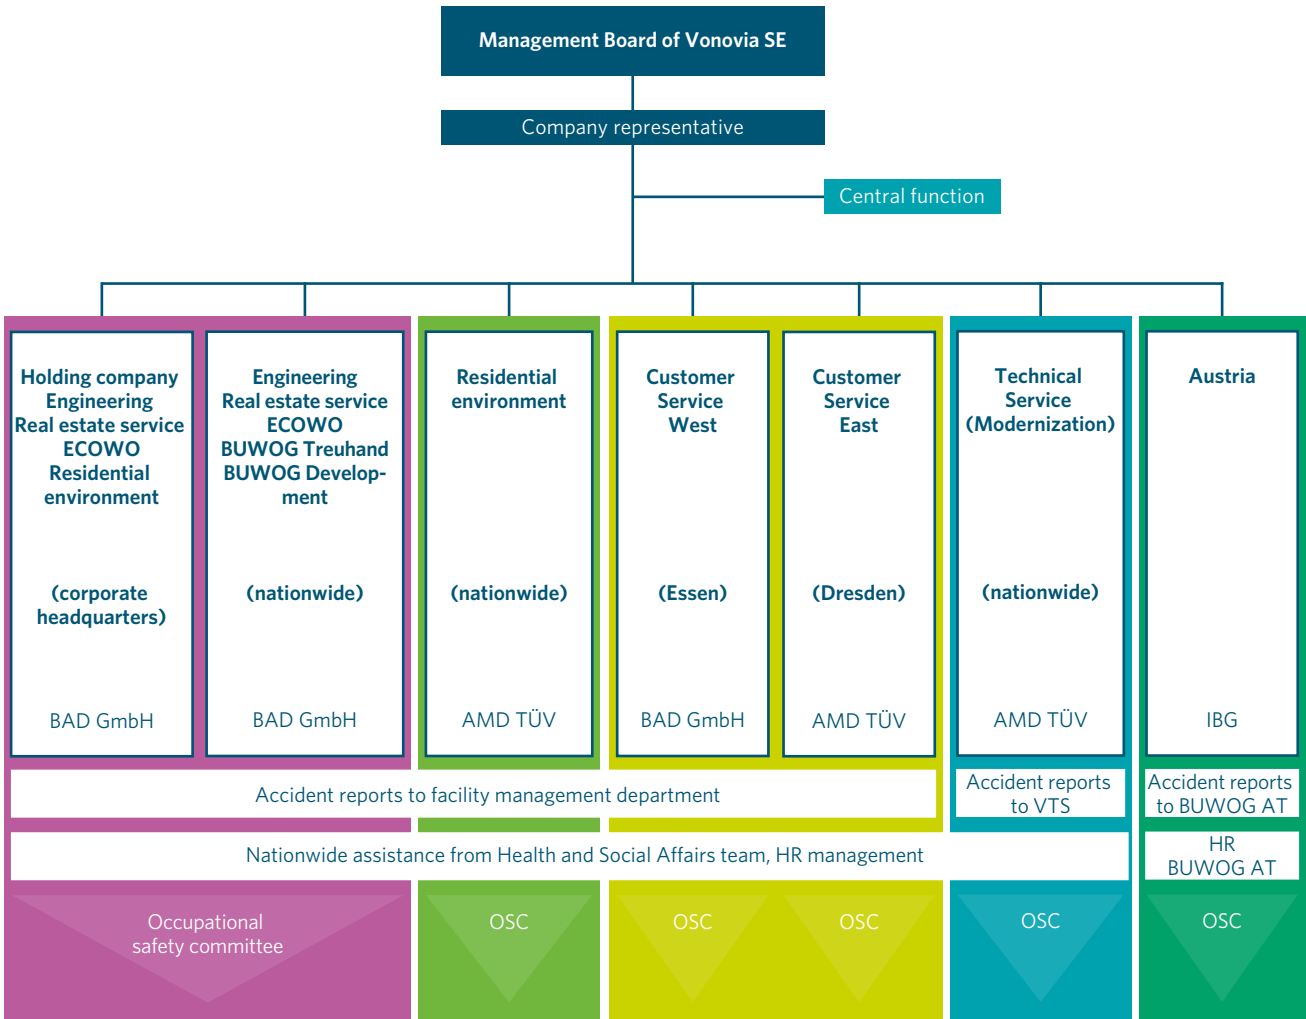 Management Board of Vonovia SE
Company representative
Central function
Holding company
Engineering
Real estate service
ECOWO
Residential
environment
(corporate
headquarters)
BAD GmbH
Engineering
Real estate service
ECOWO
BUWOG Treuhand
BUWOG Develop-
ment
(nationwide)
BAD GmbH
Residential
environment
(nationwide)
AMD TÜV
Customer
Service
West
(Essen)
BAD GmbH
Customer
Service
East
(Dresden)
AMD TÜV
Technical
Service
(Modernization)
(nationwide)
AMD TÜV
Austria
IBG
Accident reports to facility management department
Accident reports
to VTS
Accident reports
to BUWOG AT
Nationwide assistance from Health and Social Affairs team, HR management
HR
BUWOG AT
Occupational
safety committee
OSC
OSC
OSC
OSC
OSC